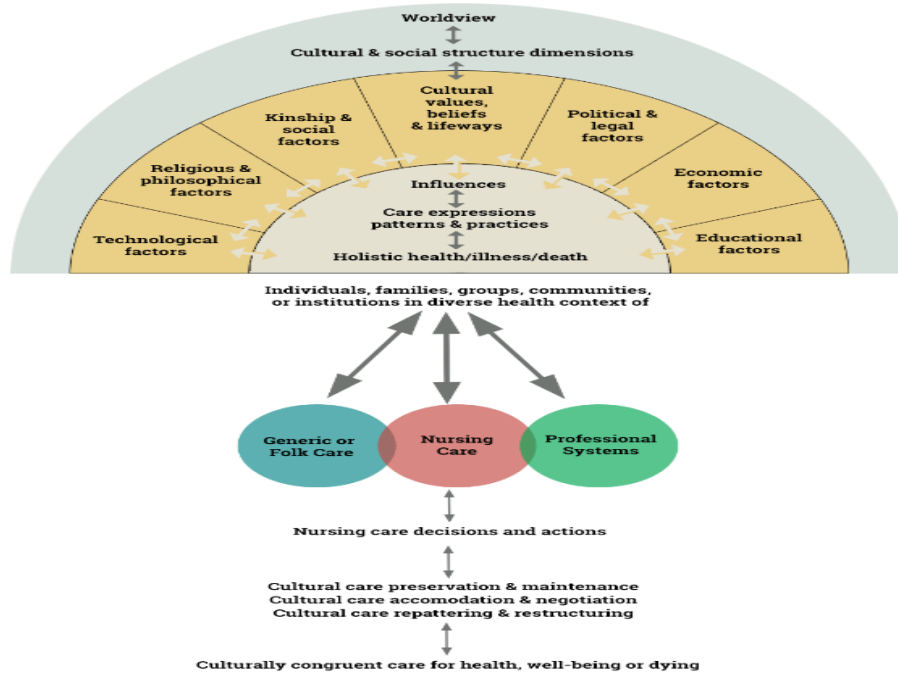 Worldview
Cultural & social structure dimensions
Cultural
values,
beliefs
& lifeways
Kinship &
social
factors
Political &
legal
factors
Religious &
philosophical
factors
Economic
factors
Technological
factors
Educational
factors
Influences
Care expressions
patterns & practices
Holistic health/illness/death
Individuals, families, groups, communities,
or institutions in diverse health context of
Generic or
Folk Care
Nursing
Care
Professional
Systems
Nursing care decisions and actions
Cultural care preservation & maintenance
Cultural care accomodation & negotiation
Cultural care repattering & restructuring
Culturally congruent care for health, well-being or dying